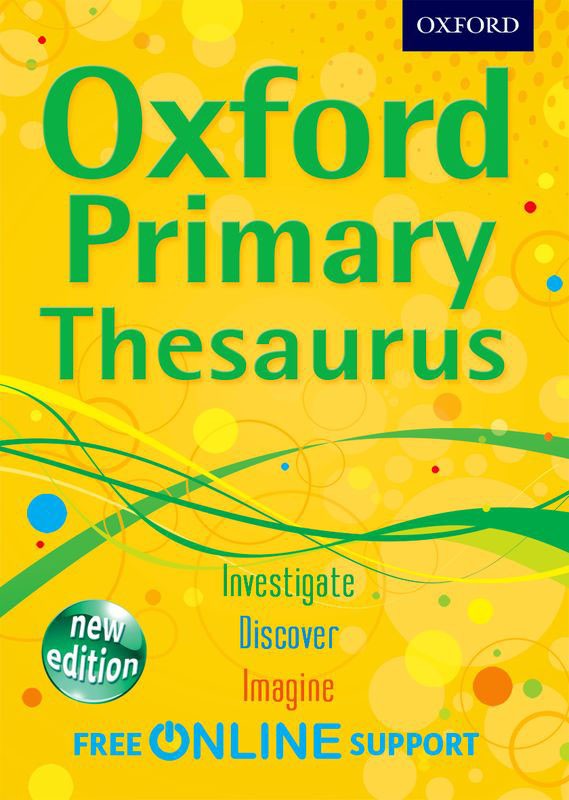 OXFORD
Oxford
Primary
Thesaurus
Investigate
Discover
Imagine
new
edition
FREE ONLINE SUPPORT